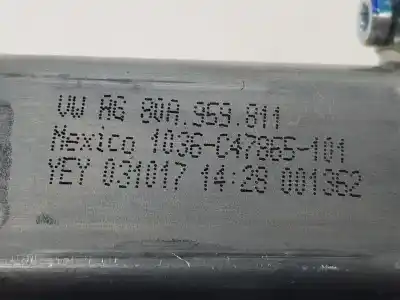 VW AG 80A.959.811
Mexico 1036-C47865-101
YEY 031017 14:28 001362